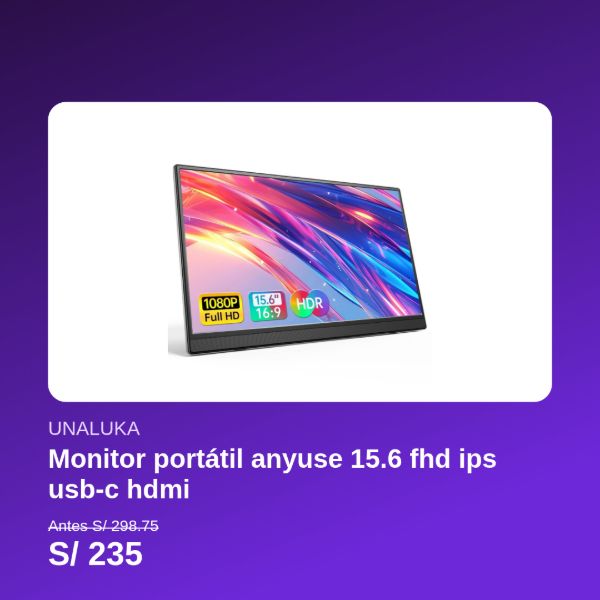 1080P
Full HD
15.6"
16:9
HDR
UNALUKA
Monitor portátil anyuse 15.6 fhd ips
usb-c hdmi
Antes S/ 298.75
S/ 235